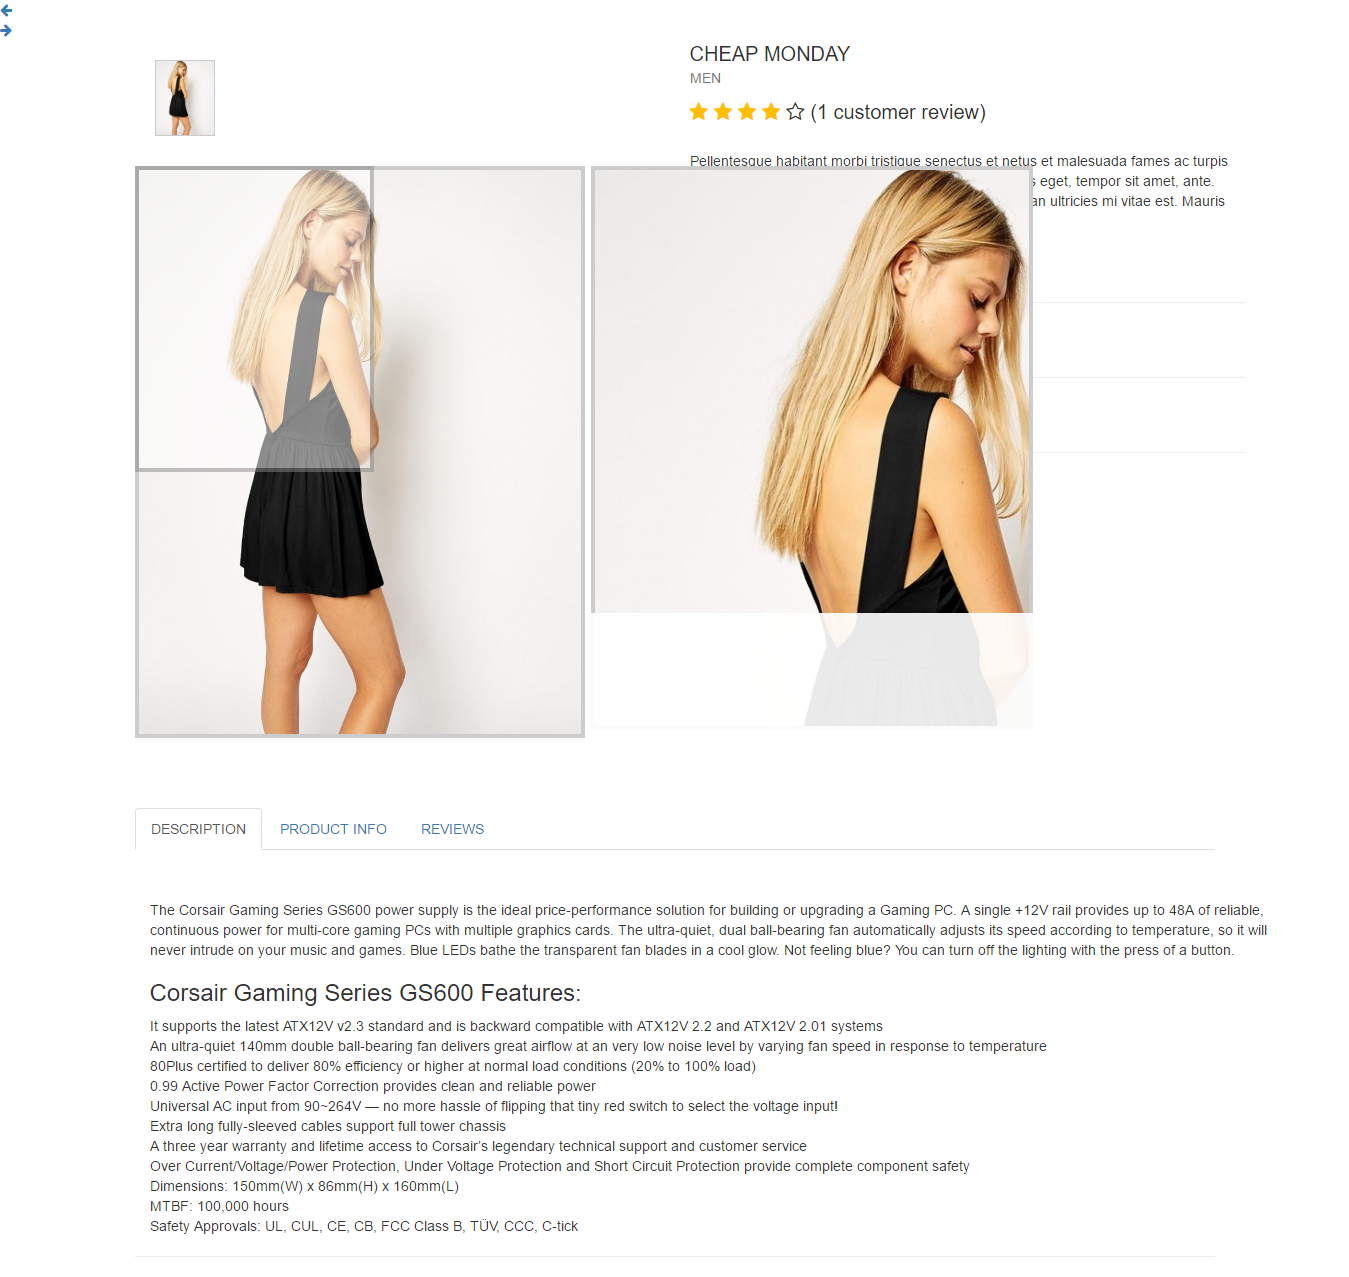 CHEAP MONDAY
MEN
(1 customer review)
Pellentesque habitant morbi tristique senectus et netus et malesuada fames ac turpis
eget, tempor sit amet, ante.
ultricies mi vitae est. Mauris
DESCRIPTION PRODUCT INFO REVIEWS
The Corsair Gaming Series GS600 power supply is the ideal price-performance solution for building or upgrading a Gaming PC. A single +12V rail provides up to 48A of reliable,
continuous power for multi-core gaming PCs with multiple graphics cards. The ultra-quiet, dual ball-bearing fan automatically adjusts its speed according to temperature, so it will
never intrude on your music and games. Blue LEDs bathe the transparent fan blades in a cool glow. Not feeling blue? You can turn off the lighting with the press of a button.
Corsair Gaming Series GS600 Features:
It supports the latest ATX12V v2.3 standard and is backward compatible with ATX12V 2.2 and ATX12V 2.01 systems
An ultra-quiet 140mm double ball-bearing fan delivers great airflow at an very low noise level by varying fan speed in response to temperature
80Plus certified to deliver 80% efficiency or higher at normal load conditions (20% to 100% load)
0.99 Active Power Factor Correction provides clean and reliable power
Universal AC input from 90~264V — no more hassle of flipping that tiny red switch to select the voltage input!
Extra long fully-sleeved cables support full tower chassis
A three year warranty and lifetime access to Corsair’s legendary technical support and customer service
Over Current/Voltage/Power Protection, Under Voltage Protection and Short Circuit Protection provide complete component safety
Dimensions: 150mm(W) x 86mm(H) x 160mm(L)
MTBF: 100,000 hours
Safety Approvals: UL, CUL, CE, CB, FCC Class B, TÜV, CCC, C-tick